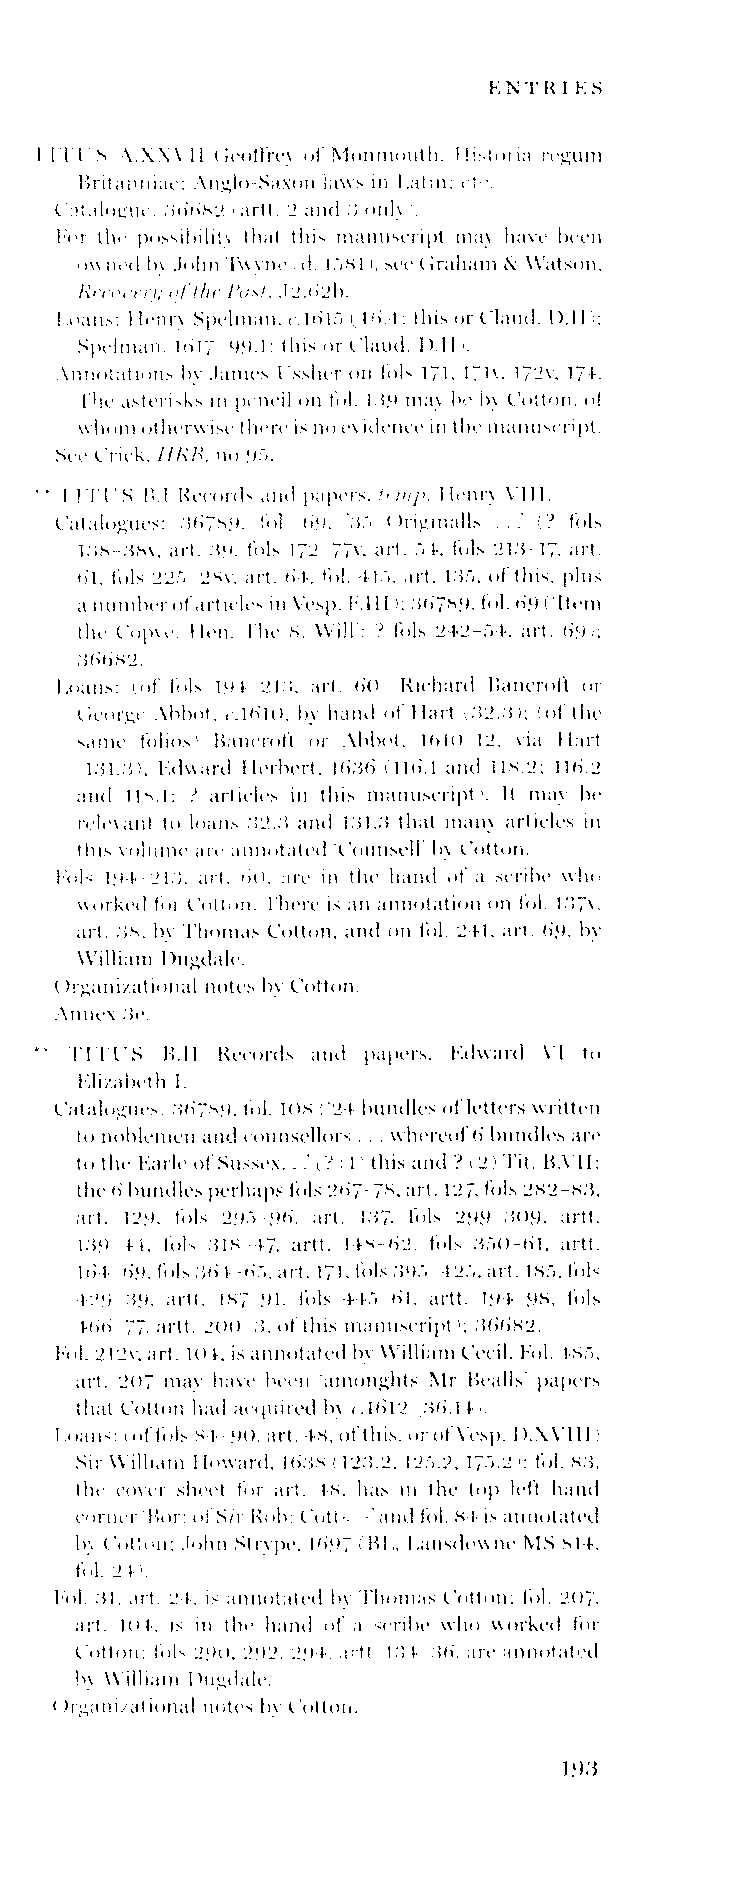 ENTRIES
TITUS A.XXVII Geoffrey of Monmouth, Historia regum
Britanniae; Anglo-Saxon laws in Latin; etc.
Catalogue: 36682 (artt. 2 and 3 only).
For the possibility that this manuscript may have been
owned by John Twyne (d. 1581), see Graham & Watson,
Recovery of the Past, J2.62b.
Loans: Henry Spelman, c.1615 (46.4: this or Claud. D.II);
Spelman, 1617 (99.1: this or Claud. D.II).
Annotations by James Ussher on fols 171, 171v, 172v, 174.
The asterisks in pencil on fol. 139 may be by Cotton, of
whom otherwise there is no evidence in the manuscript.
See Crick, HRB, no 95.
** TITUS B.I Records and papers, temp. Henry VIII.
Catalogues: 36789, fol. 69, '35 Originalls . . .' (? fols
138–38v, art. 39, fols 172–77v, art. 54, fols 213–17, art.
61, fols 225–28v, art. 64, fol. 415, art. 135, of this, plus
a number of articles in Vesp. F.III); 36789, fol. 69 ('Item
the Copye. Hen. The 8. Will': ? fols 242–54, art. 69);
36682.
Loans: (of fols 194–213, art. 60) Richard Bancroft or
George Abbot, c.1610, by hand of Hart (32.3); (of the
same folios) Bancroft or Abbot, 1610–12, via Hart
(131.3), Edward Herbert, 1636 (116.1 and 118.2; 116.2
and 118.1: ? articles in this manuscript). It may be
relevant to loans 32.3 and 131.3 that many articles in
this volume are annotated 'Counsell' by Cotton.
Fols 194–213, art. 60, are in the hand of a scribe who
worked for Cotton. There is an annotation on fol. 137v,
art. 38, by Thomas Cotton, and on fol. 241, art. 69, by
William Dugdale.
Organizational notes by Cotton.
Annex 3e.
** TITUS B.II Records and papers, Edward VI to
Elizabeth I.
Catalogues: 36789, fol. 108 ('24 bundles of letters written
to noblemen and counsellors . . . whereof 6 bundles are
to the Earle of Sussex. . .' (? (1) this and ? (2) Tit. B.VII;
the 6 bundles perhaps fols 267–78, art. 127, fols 282–83,
art. 129, fols 295–96, art. 137, fols 299–309, artt.
139–44, fols 318–47, artt. 148–62, fols 350–61, artt.
164–69, fols 364–65, art. 171, fols 395–425, art. 185, fols
429–39, artt. 187–91, fols 445–61, artt. 194–98, fols
466–77, artt. 200–3, of this manuscript); 36682.
Fol. 242v, art. 104, is annotated by William Cecil. Fol. 485,
art. 207 may have been 'amonghts Mr Bealls' papers
that Cotton had acquired by c.1612 (36.14).
Loans: (of fols 84–90, art. 48, of this, or of Vesp. D.XVIII)
Sir William Howard, 1638 (123.2, 125.2, 175.2); fol. 83,
the cover sheet for art. 48, has in the top left hand
corner 'Bor: of Sir Rob: Cott<..>' and fol. 84 is annotated
by Cotton; John Strype, 1697 (BL, Lansdowne MS 814,
fol. 24).
Fol. 31, art. 24, is annotated by Thomas Cotton; fol. 207,
art. 104, is in the hand of a scribe who worked for
Cotton; fols 290, 292, 294, artt. 134–36, are annotated
by William Dugdale.
Organizational notes by Cotton.
193